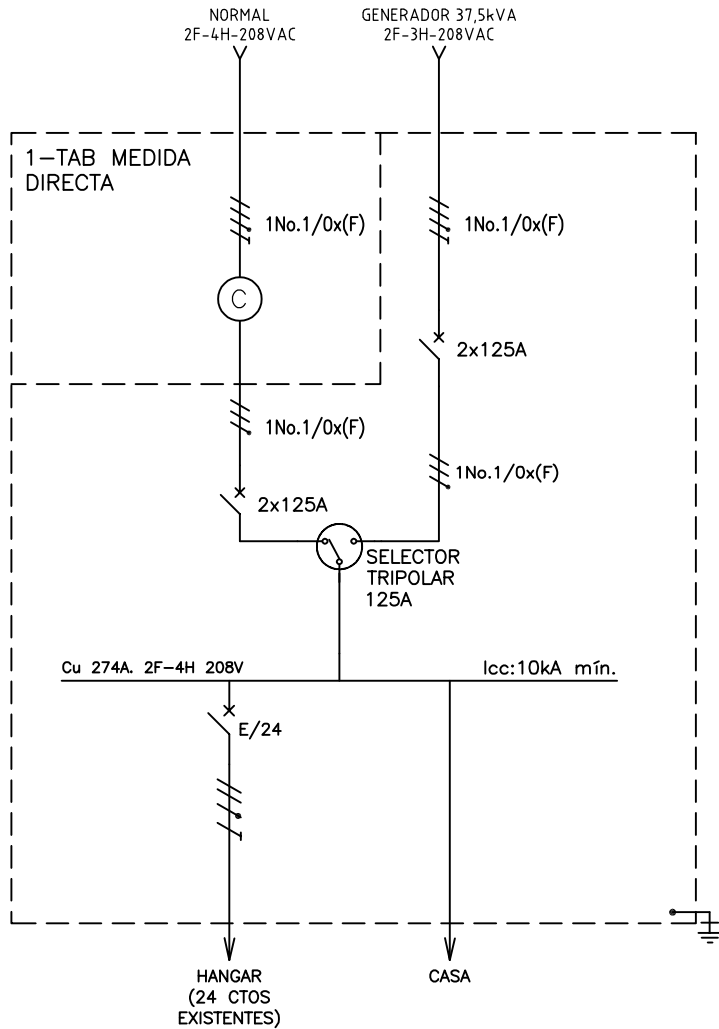 NORMAL
2F-4H-208VAC
GENERADOR 37,5kVA
2F-3H-208VAC
1-TAB MEDIDA
DIRECTA
1No.1/0x(F)
1No.1/0x(F)
C
2x125A
1No.1/0x(F)
1No.1/0x(F)
2x125A
SELECTOR
TRIPOLAR
125A
Cu 274A. 2F-4H 208V
Icc:10kA mín.
E/24
HANGAR
(24 CTOS
EXISTENTES)
CASA